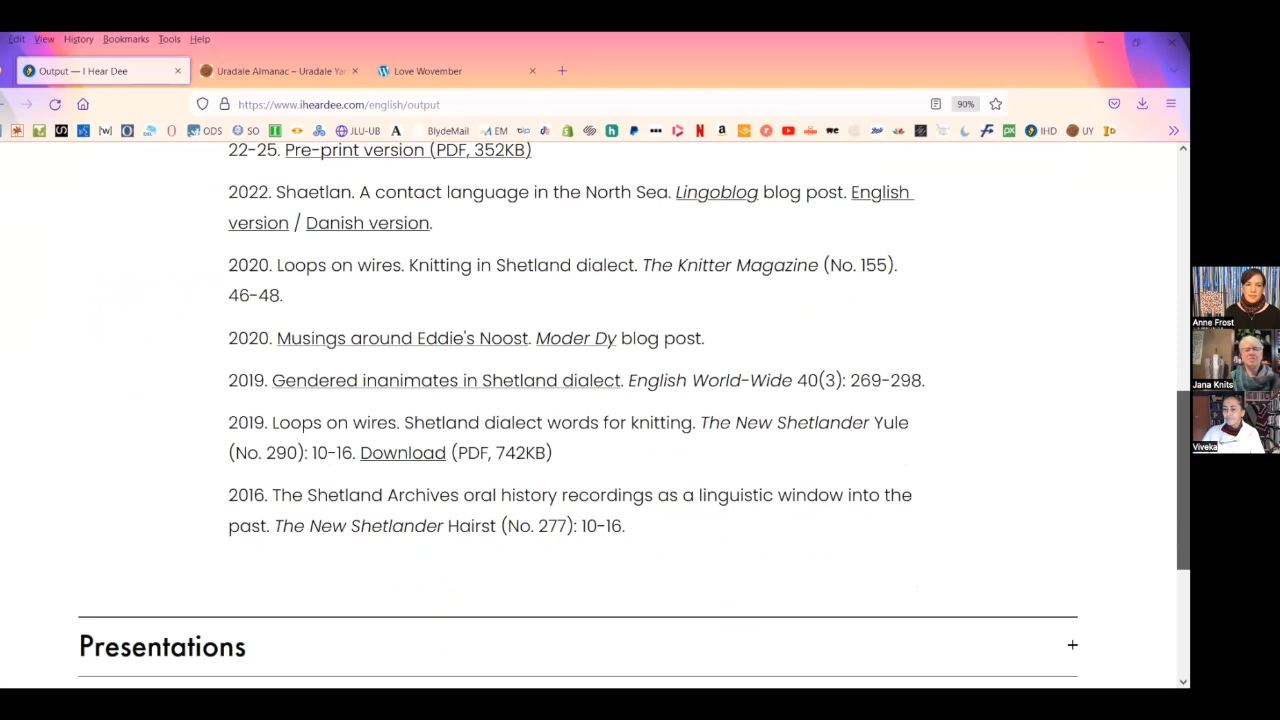 Edit View History Bookmarks Tools Help
Output — I Hear Dee
Uradale Almanac – Uradale Yar
Love Wovember
https://www.iheardee.com/english/output
90%
ODS SO JLU-UB BlydeMail EM IHD UY
22-25. Pre-print version (PDF, 352KB)
2022. Shaetlan. A contact language in the North Sea. Lingoblog blog post. English
version / Danish version.
2020. Loops on wires. Knitting in Shetland dialect. The Knitter Magazine (No. 155).
46-48.
2020. Musings around Eddie's Noost. Moder Dy blog post.
2019. Gendered inanimates in Shetland dialect. English World-Wide 40(3): 269-298.
2019. Loops on wires. Shetland dialect words for knitting. The New Shetlander Yule
(No. 290): 10-16. Download (PDF, 742KB)
2016. The Shetland Archives oral history recordings as a linguistic window into the
past. The New Shetlander Hairst (No. 277): 10-16.
Presentations +
Anne Frost
Jana Knits
Viveka